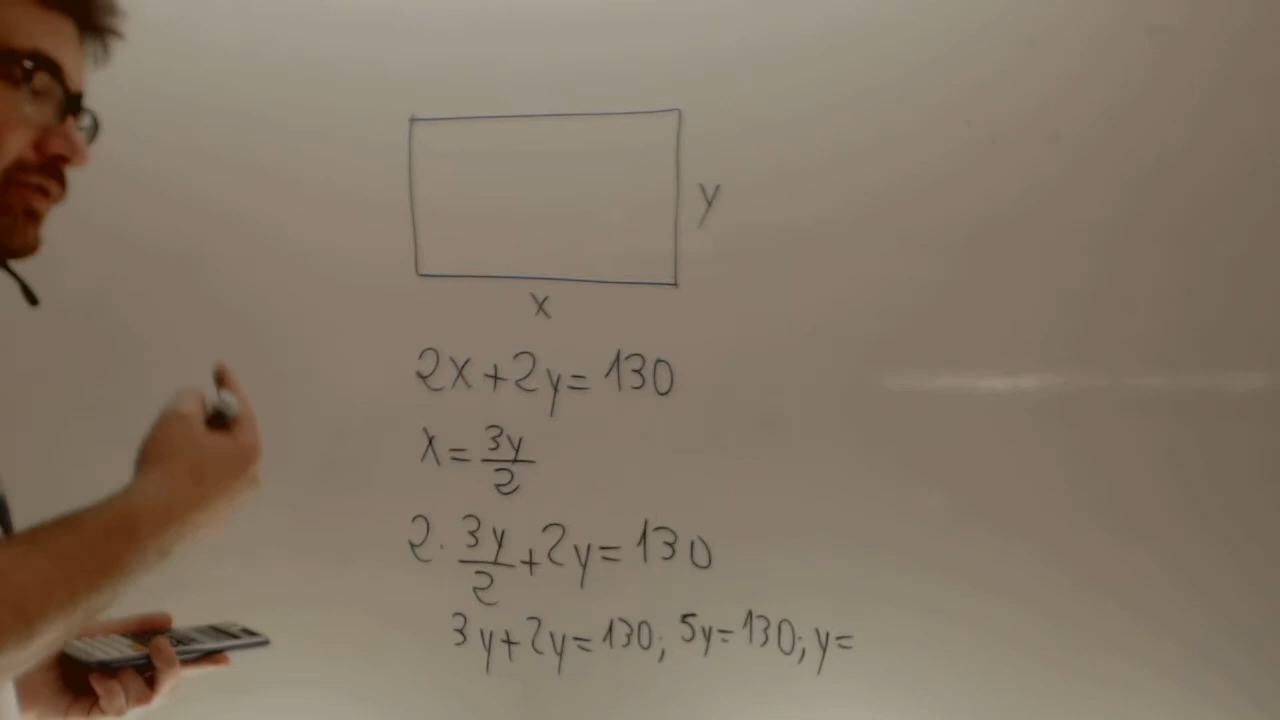 y
x
2x+2y=130
x=3y/2
2·3y/2+2y=130
3y+2y=130; 5y=130; y=